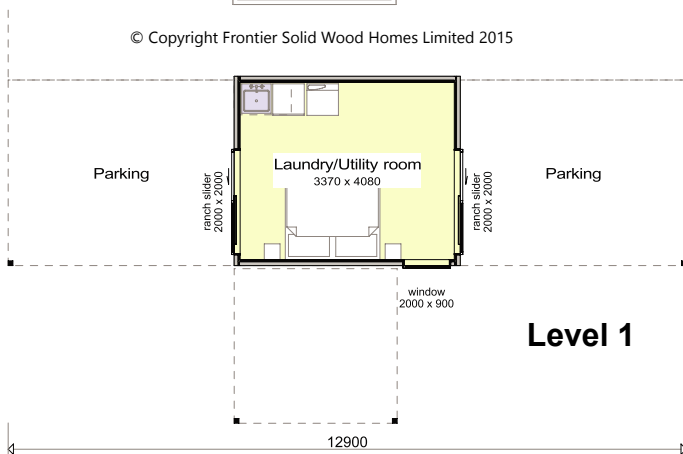 © Copyright Frontier Solid Wood Homes Limited 2015
Parking
ranch slider
2000 x 2000
Laundry/Utility room
3370 x 4080
ranch slider
2000 x 2000
Parking
window
2000 x 900
Level 1
12900